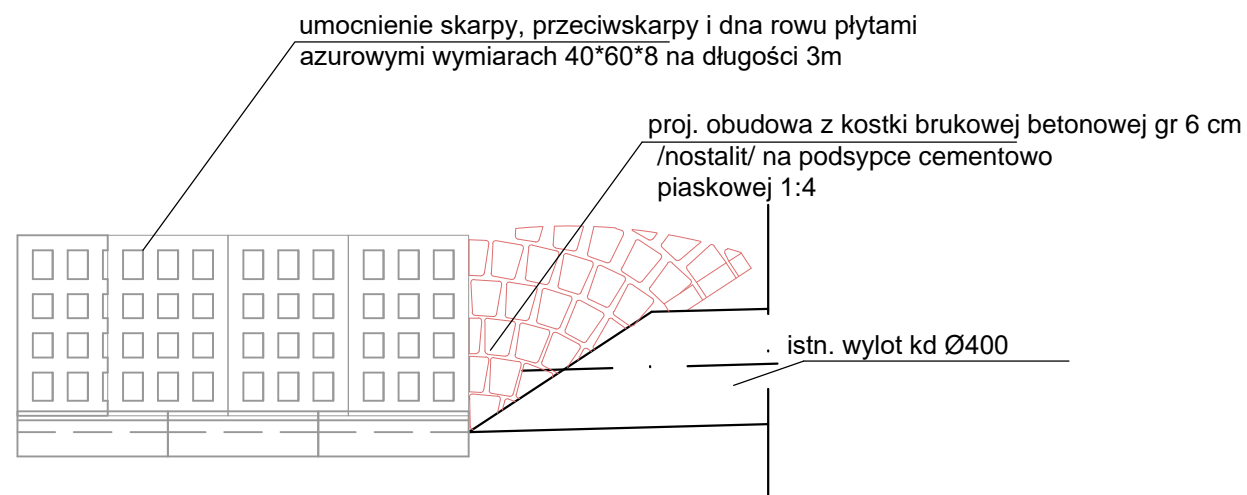 umocnienie skarpy, przeciwskarpy i dna rowu płytami
azurowymi wymiarach 40*60*8 na długości 3m
proj. obudowa z kostki brukowej betonowej gr 6 cm
/nostalit/ na podsypce cementowo
piaskowej 1:4
istn. wylot kd Ø400